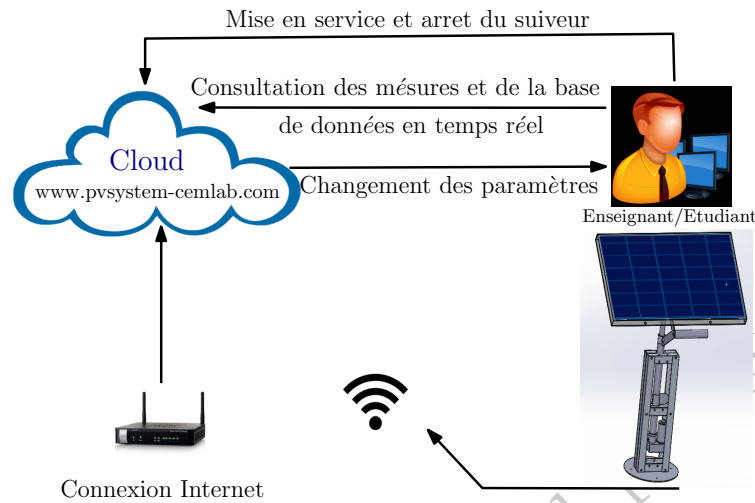 Mise en service et arret du suiveur
Consultation des mésures et de la base
de données en temps réel
Cloud
www.pvsystem-cemlab.com
Changement des paramètres
Enseignant/Etudiant
Connexion Internet